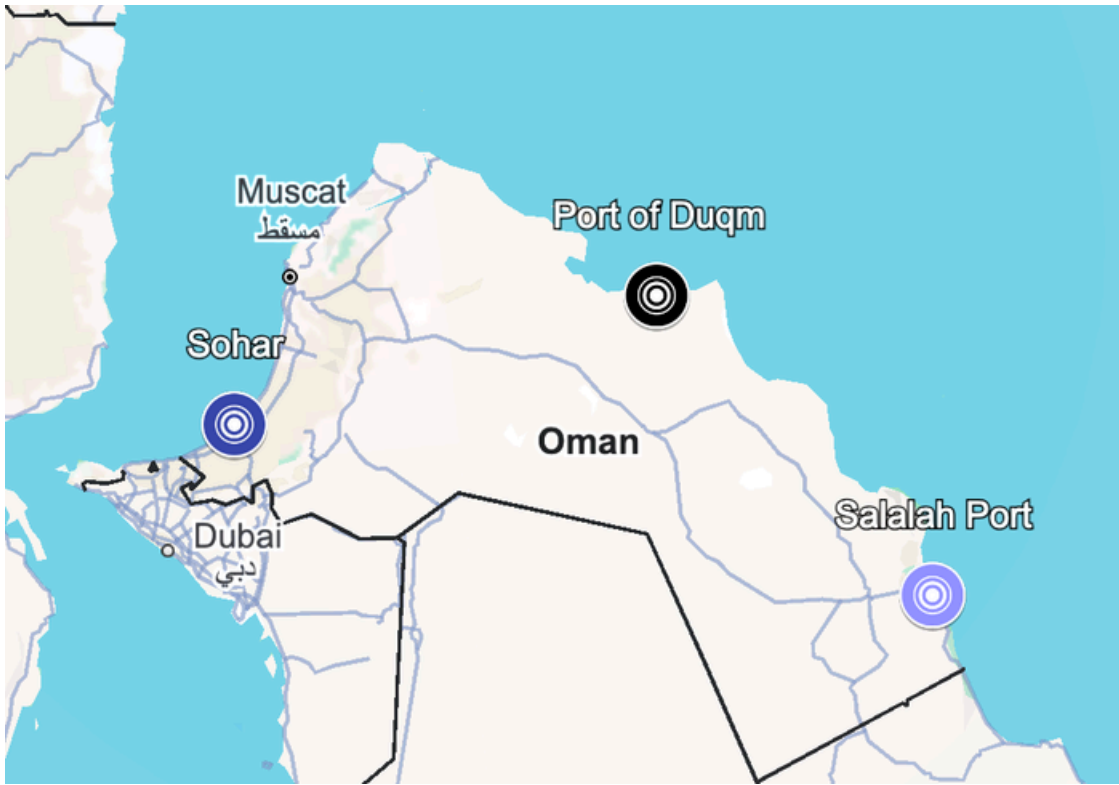 Muscat
مسقط
Port of Duqm
Sohar
Oman
Salalah Port
Dubai
دبي